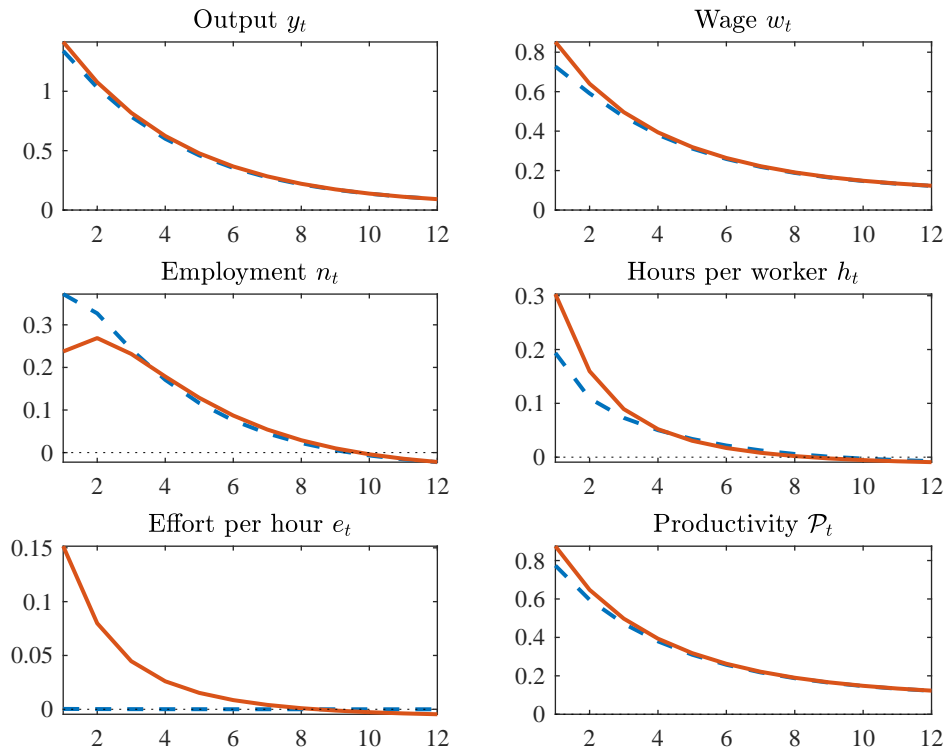 Output y_t
1
0.5
0
2 4 6 8 10 12
Wage w_t
0.8
0.6
0.4
0.2
0
2 4 6 8 10 12
Employment n_t
0.3
0.2
0.1
0
2 4 6 8 10 12
Hours per worker h_t
0.3
0.2
0.1
0
2 4 6 8 10 12
Effort per hour e_t
0.15
0.1
0.05
0
2 4 6 8 10 12
Productivity 𝒫_t
0.8
0.6
0.4
0.2
0
2 4 6 8 10 12